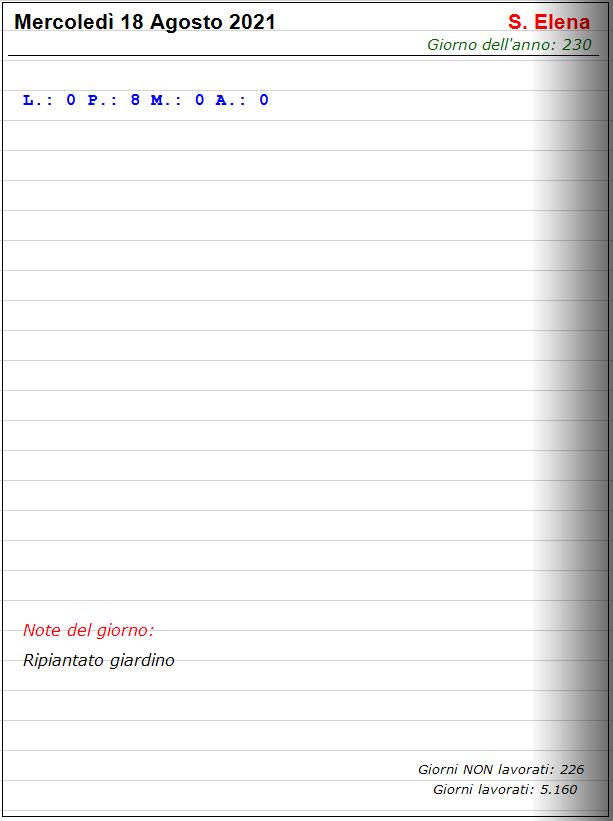 Mercoledì 18 Agosto 2021
S. Elena
Giorno dell'anno: 230
L.: 0 P.: 8 M.: 0 A.: 0
Note del giorno:
Ripiantato giardino
Giorni NON lavorati: 226
Giorni lavorati: 5.160